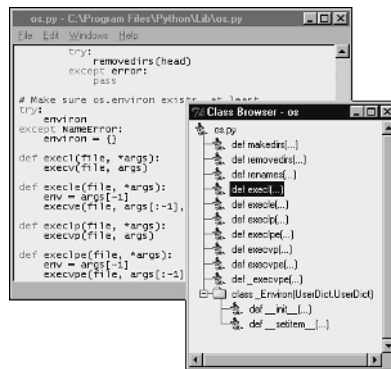 os.py - C:\Program Files\Python\Lib\os.py
File Edit Windows Help
try:
removedirs(head)
except error:
pass
# Make sure os.environ exists, at least
try:
environ
except NameError:
environ = {}
def execl(file, *args):
execv(file, args)
def execle(file, *args):
env = args[-1]
execve(file, args[:-1],
def execlp(file, *args):
execvp(file, args)
def execlpe(file, *args):
env = args[-1]
execvpe(file, args[:-1]
Class Browser - os
os.py
def makedirs(...)
def removedirs(...)
def renames(...)
def execl(...)
def execle(...)
def execlp(...)
def execlpe(...)
def execvp(...)
def execvpe(...)
def _execvpe(...)
class _Environ(UserDict.UserDict)
def __init__(...)
def __setitem__(...)